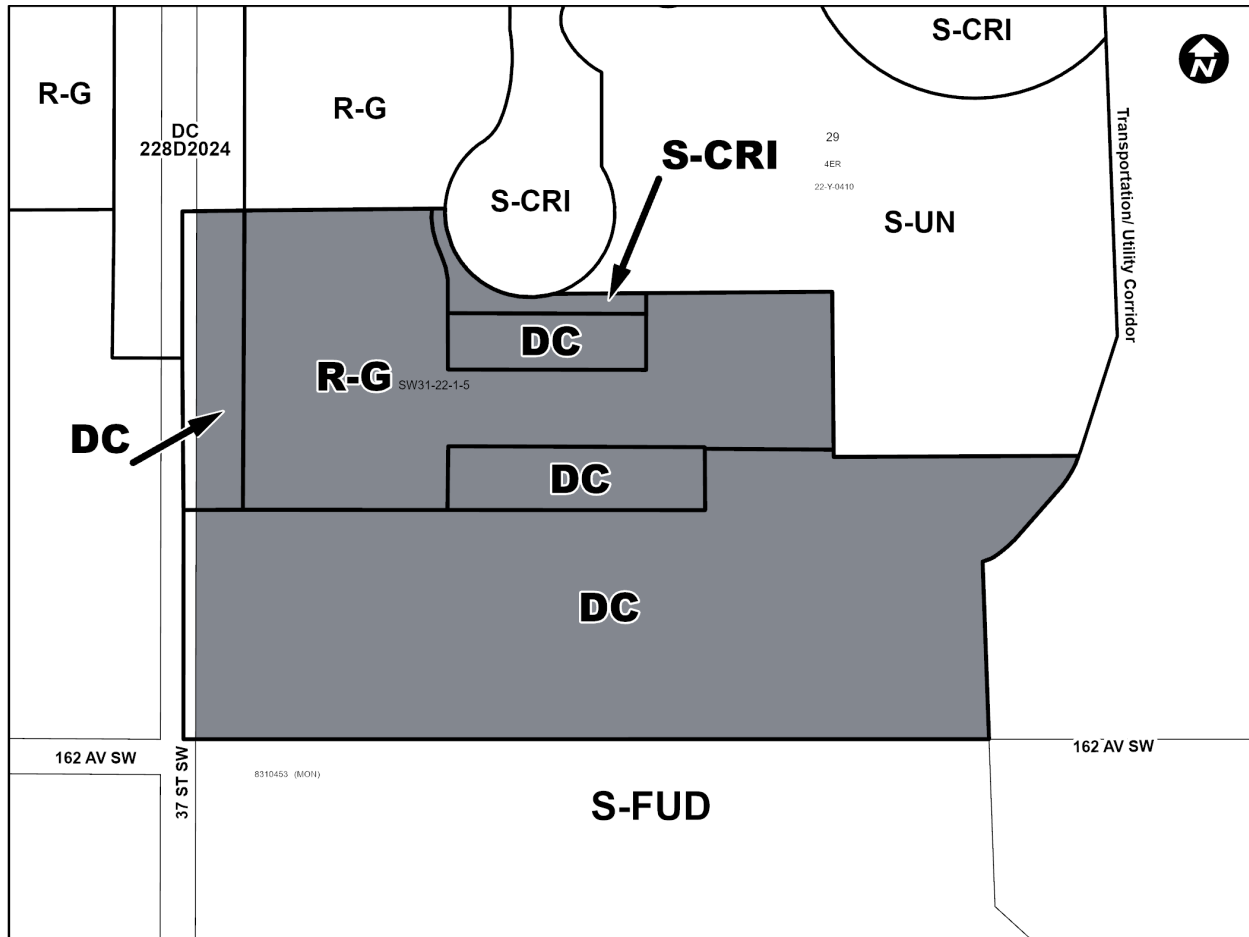 S-CRI
N
R-G
R-G
DC
228D2024
29
4ER
22-Y-0410
S-CRI
S-CRI
S-UN
Transportation/ Utility Corridor
DC
R-G
SW31-22-1-5
DC
DC
DC
162 AV SW
37 ST SW
162 AV SW
8310453 (MON)
S-FUD